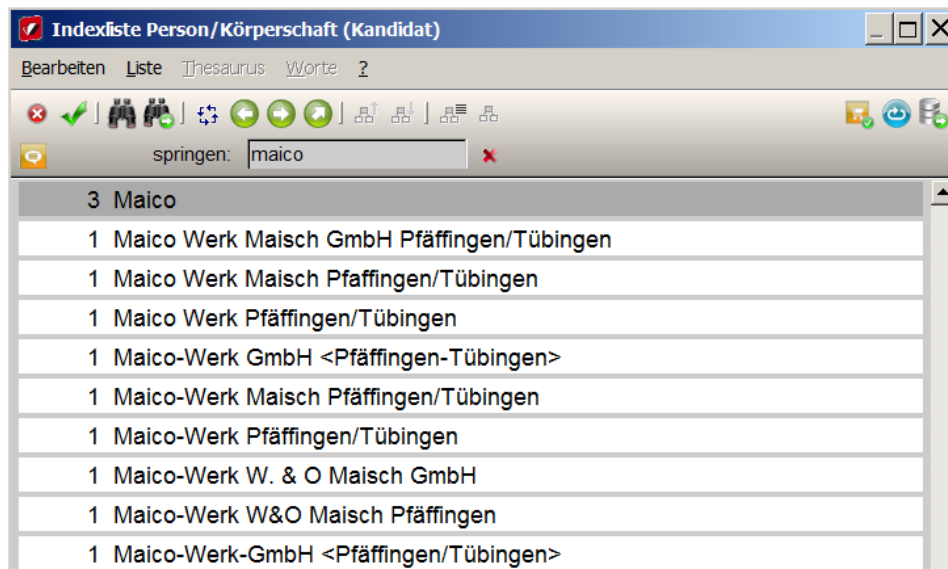 Indexliste Person/Körperschaft (Kandidat)
Bearbeiten Liste Thesaurus Worte ?
springen: maico
3 Maico
1 Maico Werk Maisch GmbH Pfäffingen/Tübingen
1 Maico Werk Maisch Pfaffingen/Tübingen
1 Maico Werk Pfäffingen/Tübingen
1 Maico-Werk GmbH <Pfäffingen-Tübingen>
1 Maico-Werk Maisch Pfäffingen/Tübingen
1 Maico-Werk Pfäffingen/Tübingen
1 Maico-Werk W. & O Maisch GmbH
1 Maico-Werk W&O Maisch Pfäffingen
1 Maico-Werk-GmbH <Pfäffingen/Tübingen>